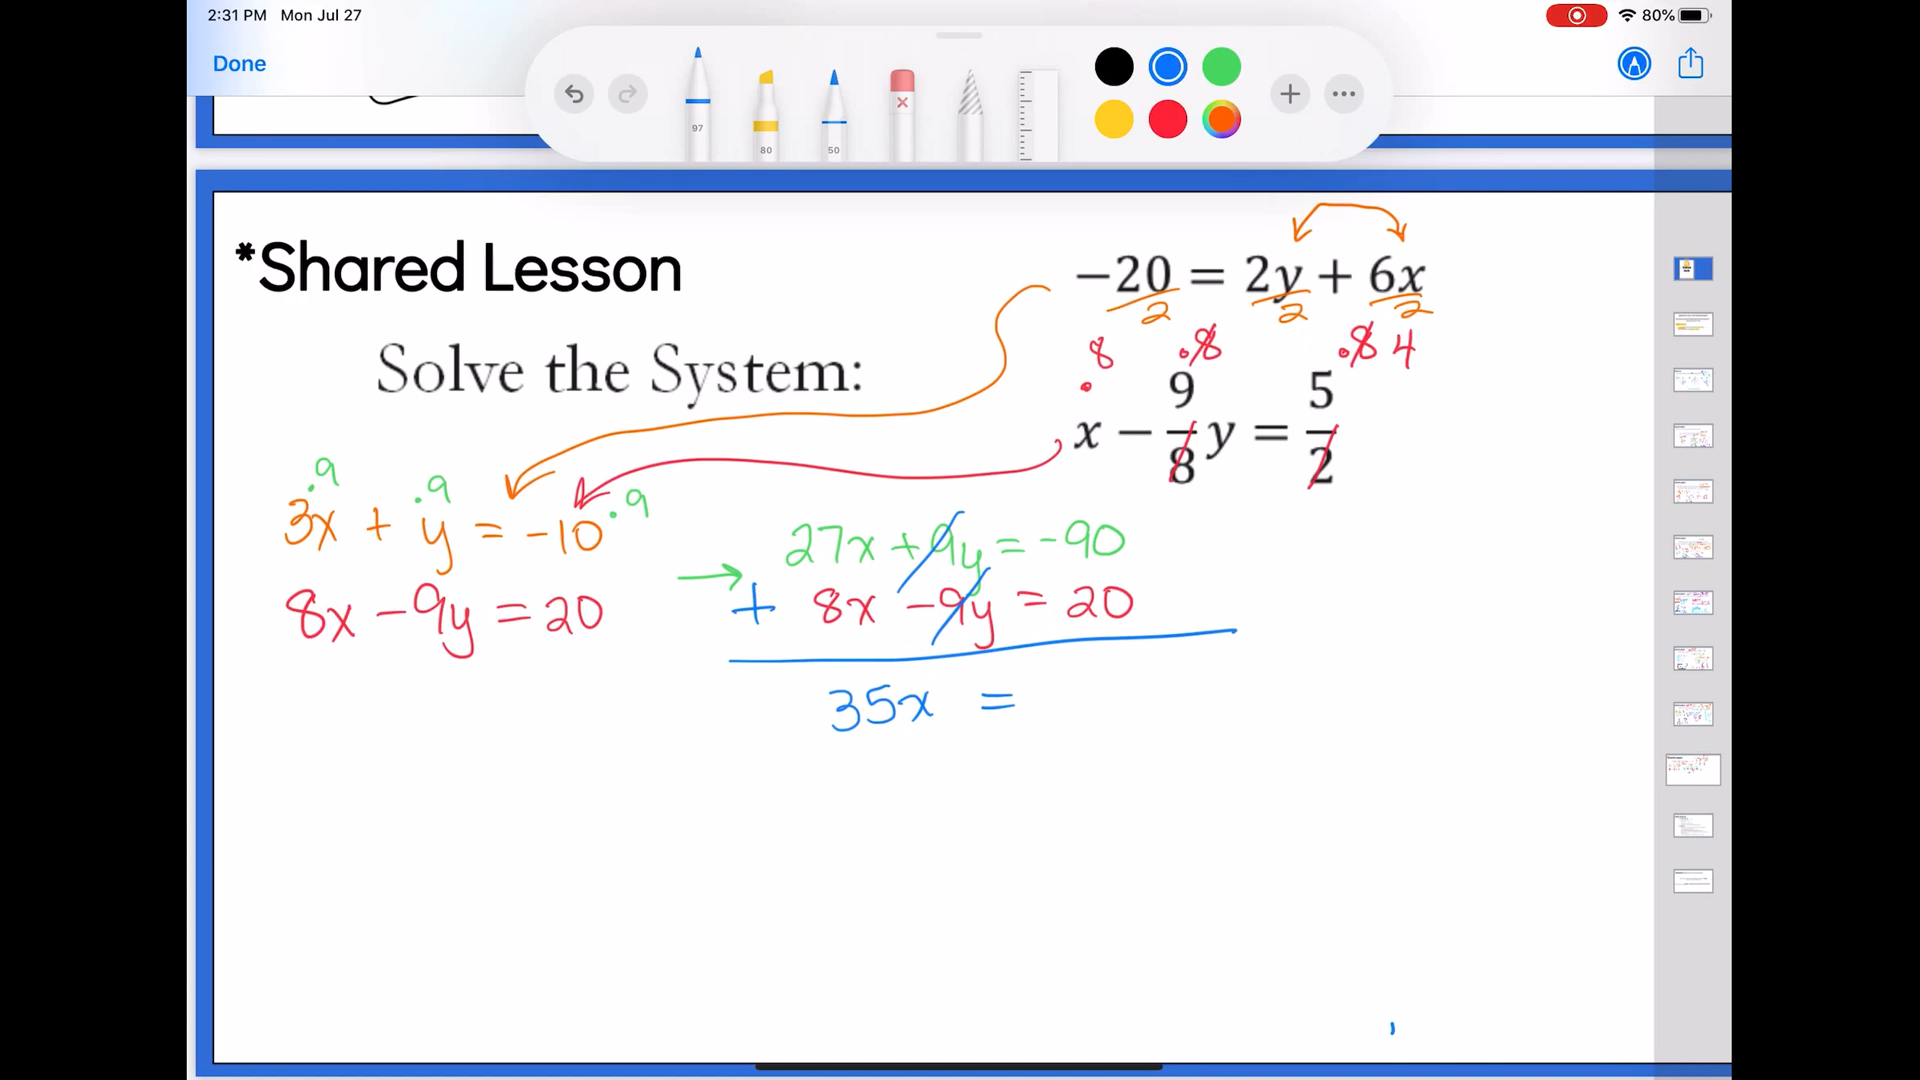 2:31 PM Mon Jul 27
80%
Done
97
80
50
*Shared Lesson
−20 = 2y + 6x
2 2 2
8 .8 .8 4
.
Solve the System:
x − 9/8 y = 5/2
.9 .9 .9
3x + y = -10
8x - 9y = 20
→ 27x + 9y = -90
+ 8x - 9y = 20
35x =